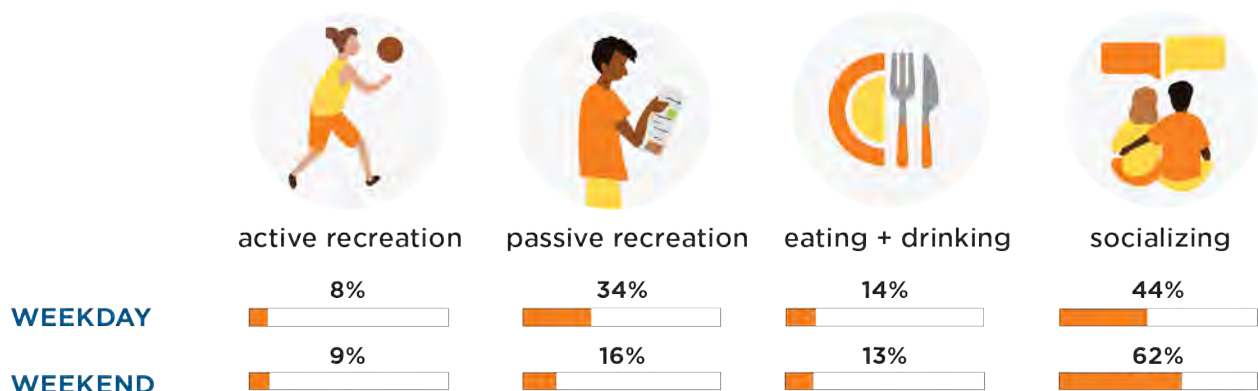 active recreation passive recreation eating + drinking socializing
8% 34% 14% 44%
WEEKDAY
9% 16% 13% 62%
WEEKEND